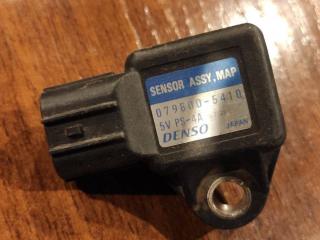 SENSOR ASSY, MAP
079800-5410
5V PS-4A
DENSO JAPAN